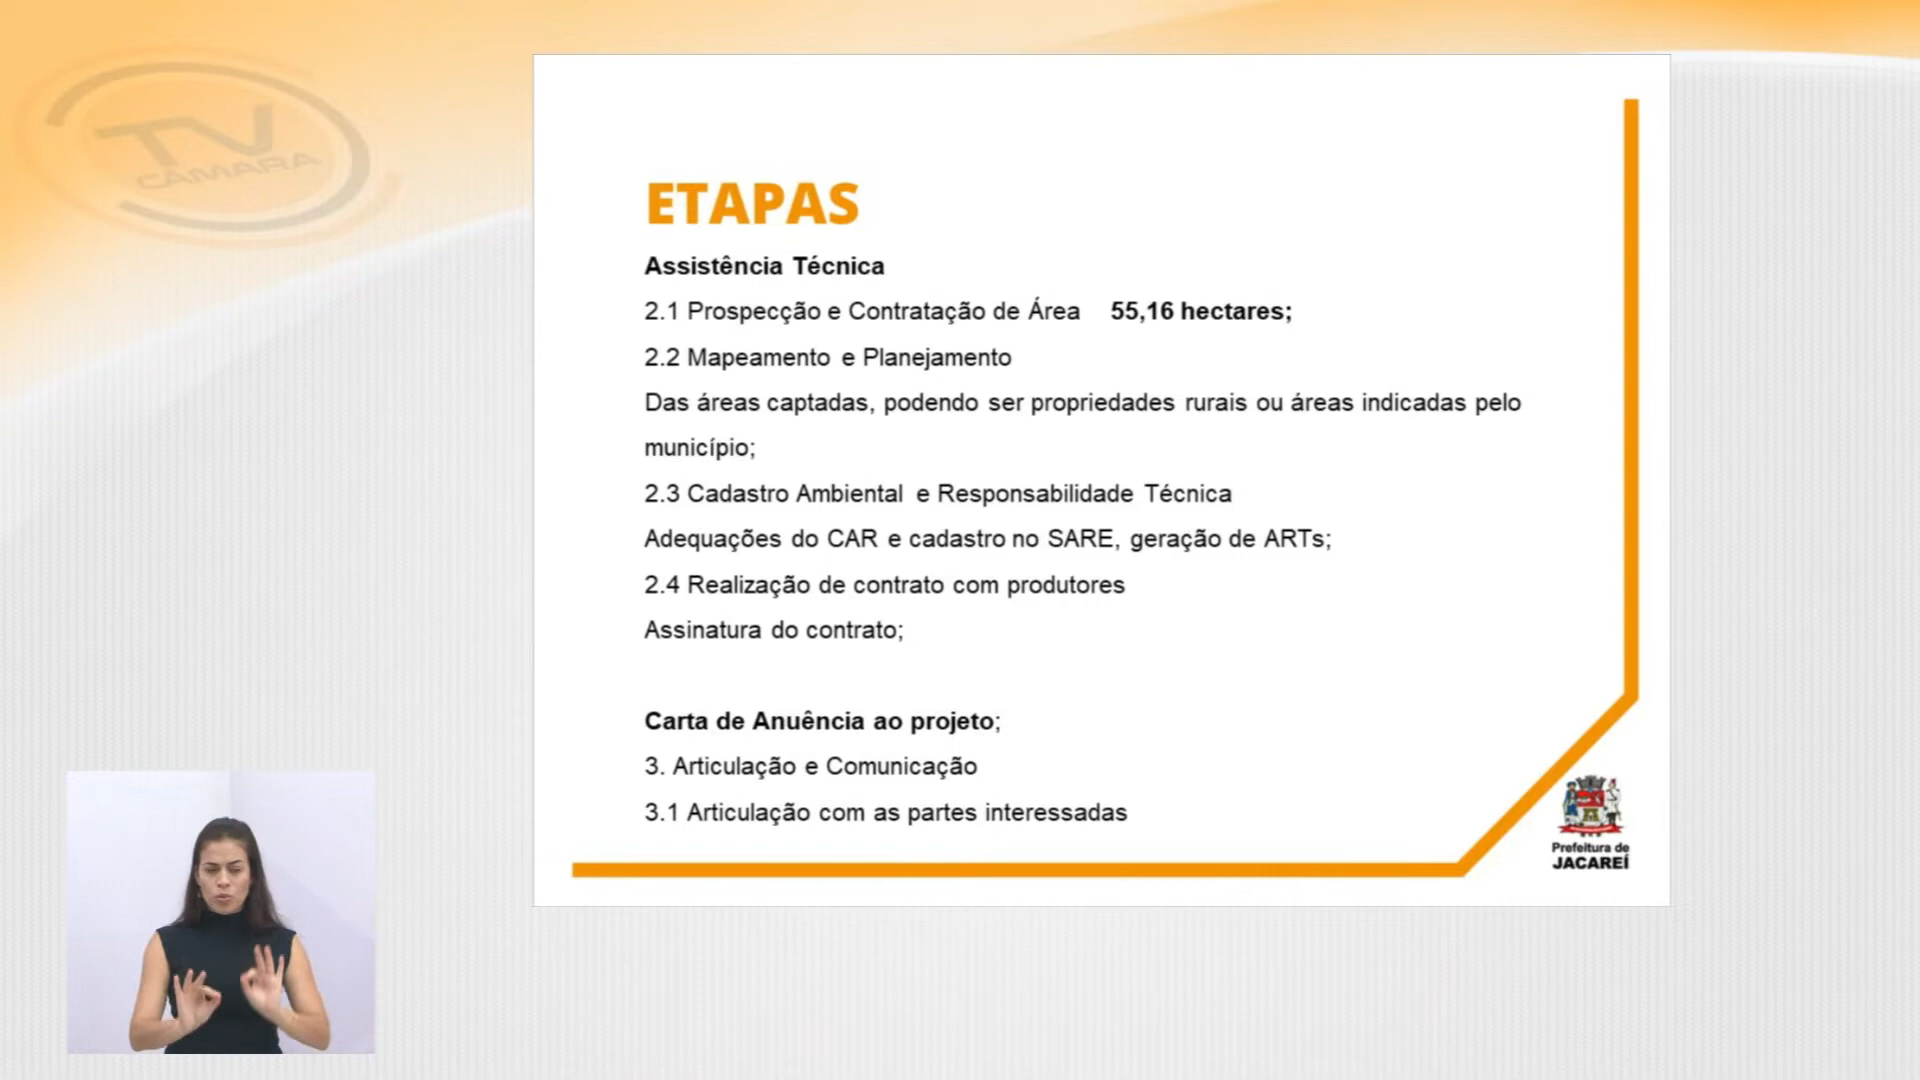 TV
CÂMARA
ETAPAS
Assistência Técnica
2.1 Prospecção e Contratação de Área 55,16 hectares;
2.2 Mapeamento e Planejamento
Das áreas captadas, podendo ser propriedades rurais ou áreas indicadas pelo
município;
2.3 Cadastro Ambiental e Responsabilidade Técnica
Adequações do CAR e cadastro no SARE, geração de ARTs;
2.4 Realização de contrato com produtores
Assinatura do contrato;
Carta de Anuência ao projeto;
3. Articulação e Comunicação
3.1 Articulação com as partes interessadas
Prefeitura de
JACAREÍ